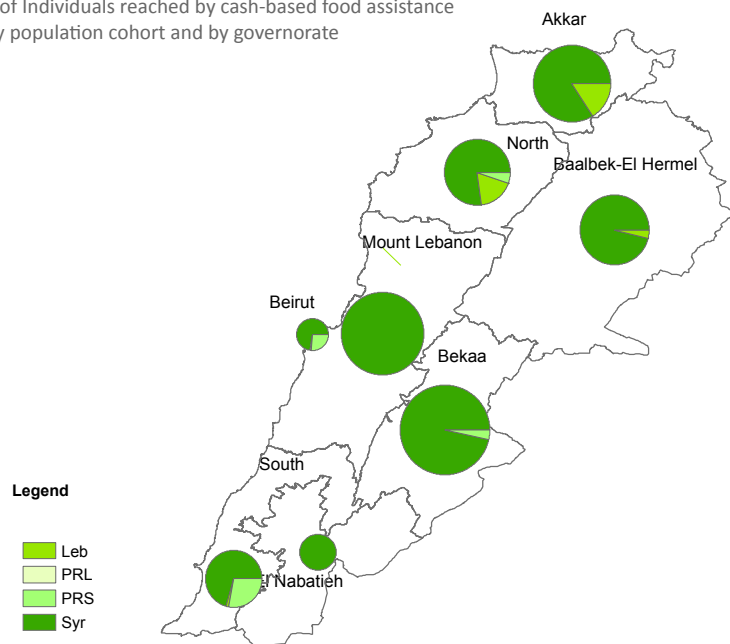 of Individuals reached by cash-based food assistance
y population cohort and by governorate
Akkar
North
Baalbek-El Hermel
Mount Lebanon
Beirut
Bekaa
South
El Nabatieh
Legend
Leb
PRL
PRS
Syr